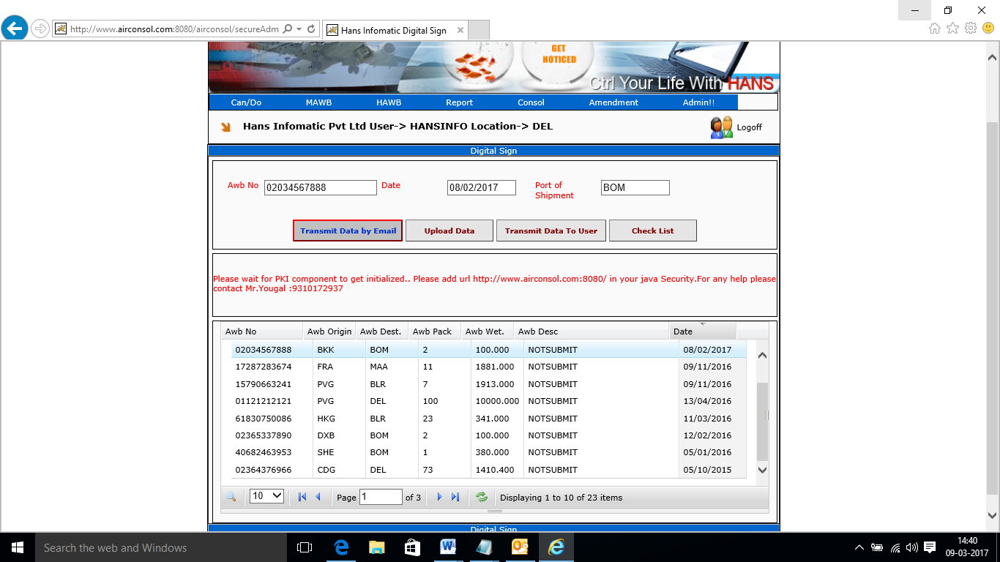 http://www.airconsol.com:8080/airconsol/secureAdm
Hans Infomatic Digital Sign
GET
NOTICED
Ctrl Your Life With HANS
Can/Do MAWB HAWB Report Consol Amendment Admin!!
Hans Infomatic Pvt Ltd User-> HANSINFO Location-> DEL
Logoff
Digital Sign
Awb No 02034567888 Date 08/02/2017 Port of Shipment BOM
Transmit Data by Email Upload Data Transmit Data To User Check List
Please wait for PKI component to get initialized.. Please add url http://www.airconsol.com:8080/ in your java Security.For any help please
contact Mr.Yougal :9310172937
Awb No Awb Origin Awb Dest. Awb Pack Awb Wet. Awb Desc Date
02034567888 BKK BOM 2 100.000 NOTSUBMIT 08/02/2017
17287283674 FRA MAA 11 1881.000 NOTSUBMIT 09/11/2016
15790663241 PVG BLR 7 1913.000 NOTSUBMIT 09/11/2016
01121212121 PVG DEL 100 10000.000 NOTSUBMIT 13/04/2016
61830750086 HKG BLR 23 341.000 NOTSUBMIT 11/03/2016
02365337890 DXB BOM 2 100.000 NOTSUBMIT 12/02/2016
40682463953 SHE BOM 1 380.000 NOTSUBMIT 05/01/2016
02364376966 CDG DEL 73 1410.400 NOTSUBMIT 05/10/2015
10 Page 1 of 3 Displaying 1 to 10 of 23 items
Digital Sign
Search the web and Windows
14:40
09-03-2017